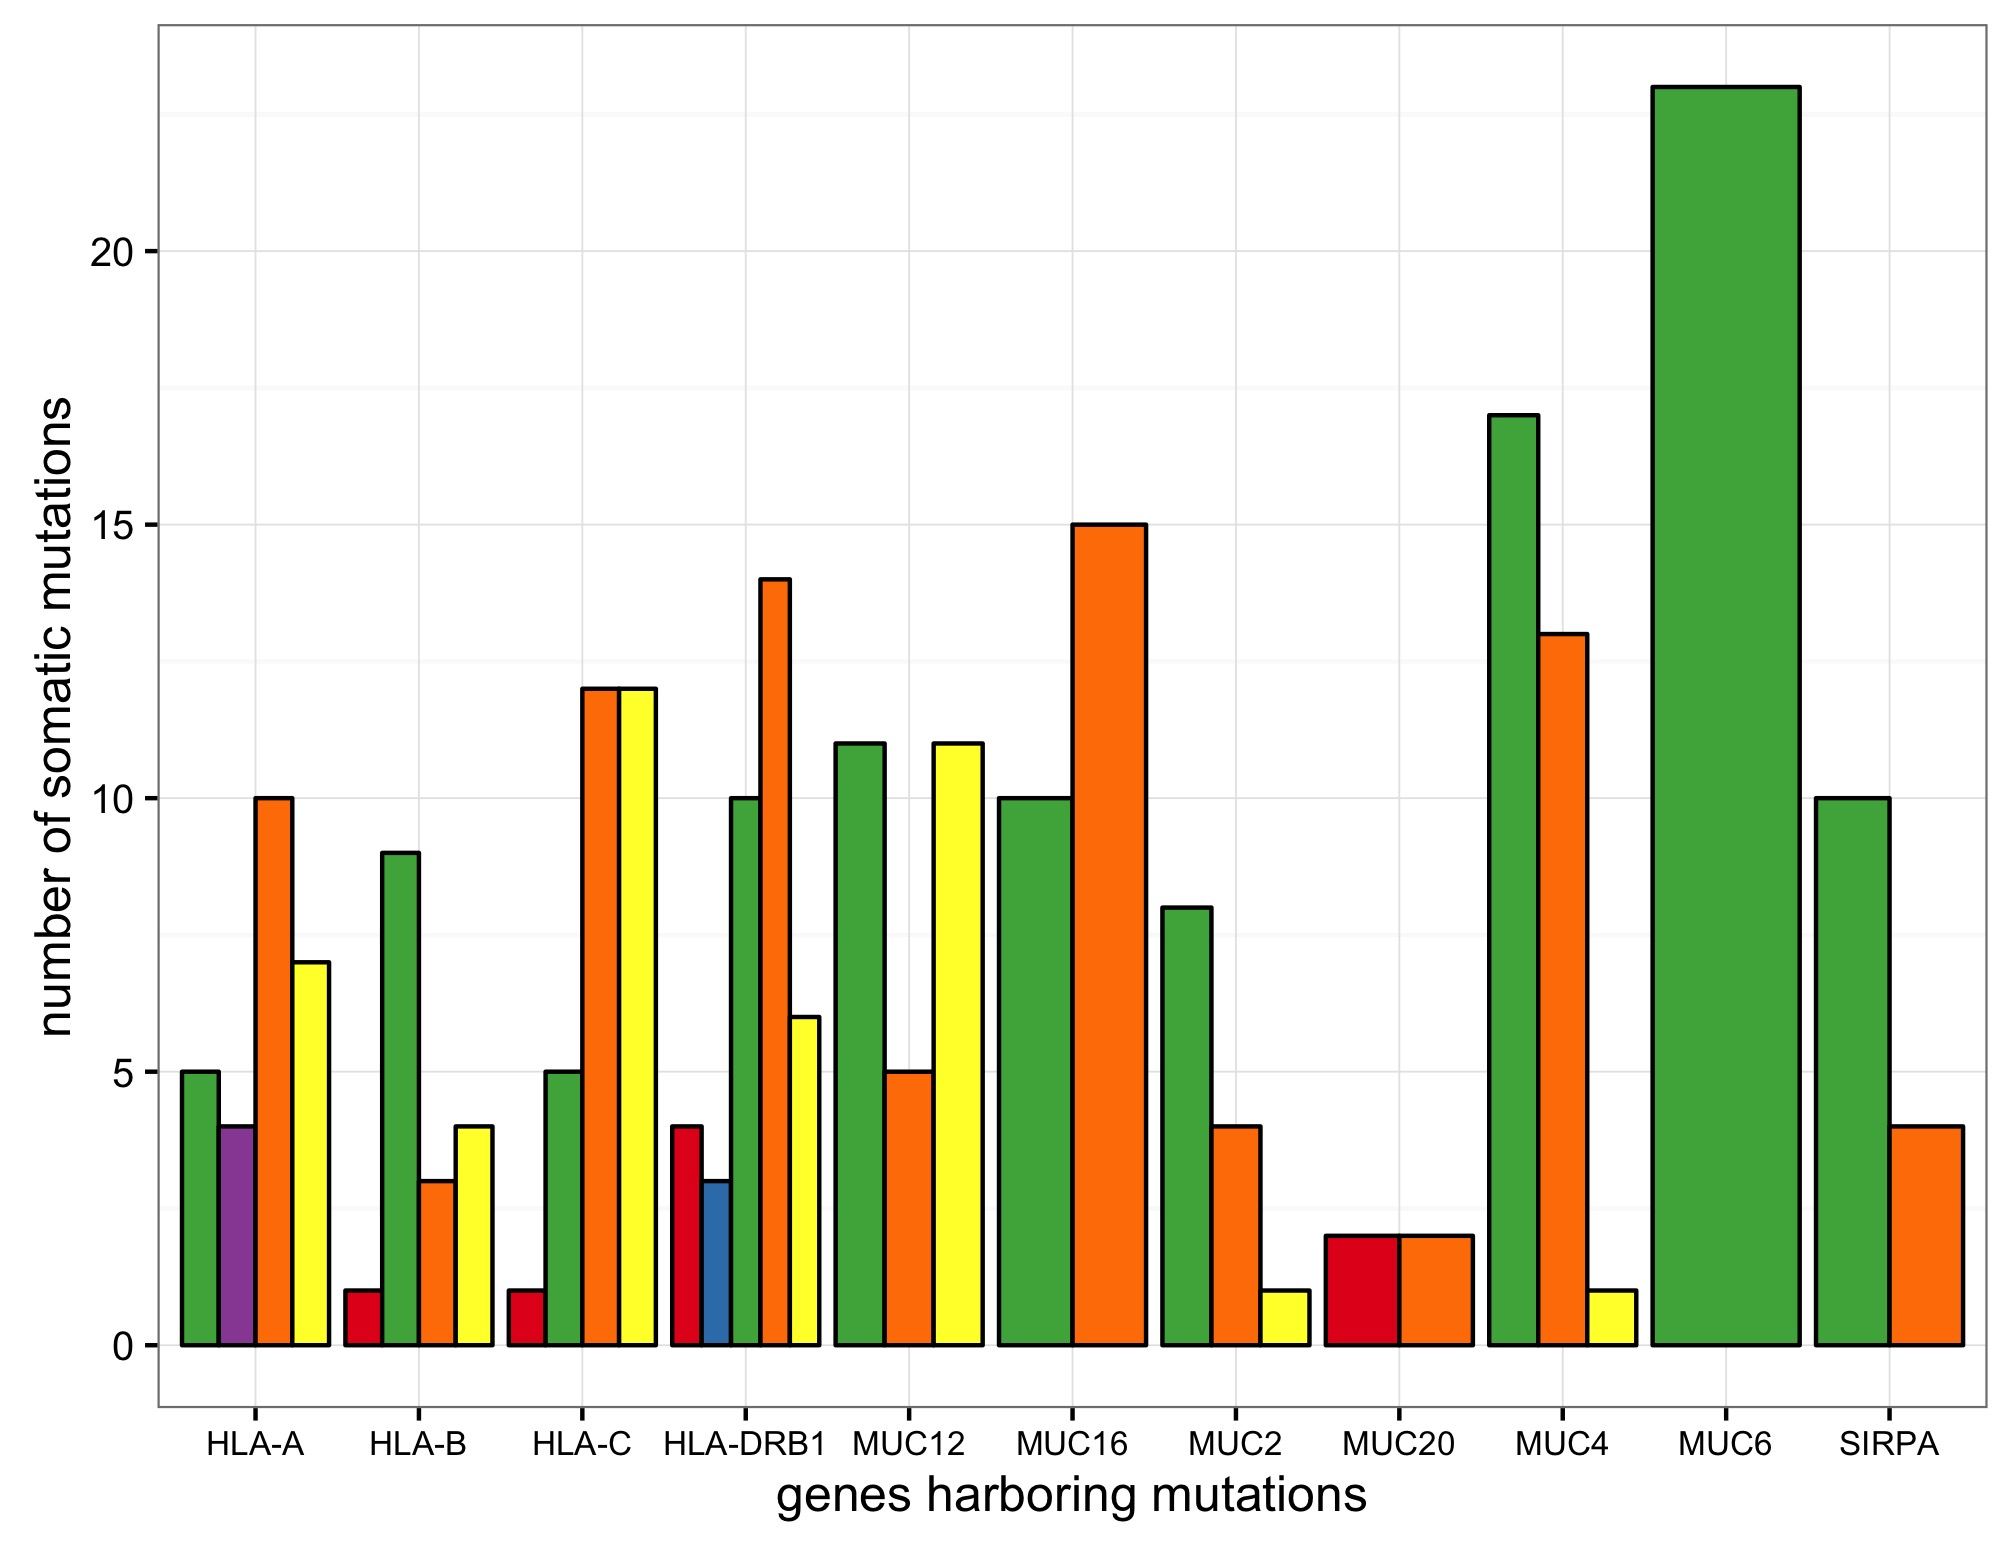 number of somatic mutations
20
15
10
5
0
HLA-A HLA-B HLA-C HLA-DRB1 MUC12 MUC16 MUC2 MUC20 MUC4 MUC6 SIRPA
genes harboring mutations